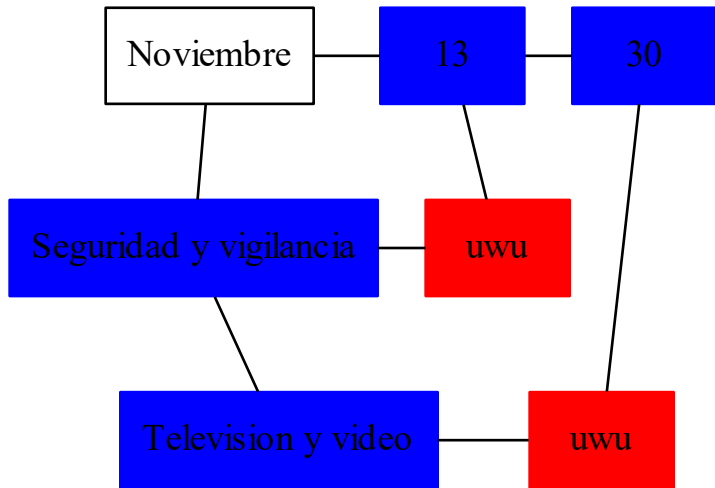 Noviembre
13
30
Seguridad y vigilancia
uwu
Television y video
uwu